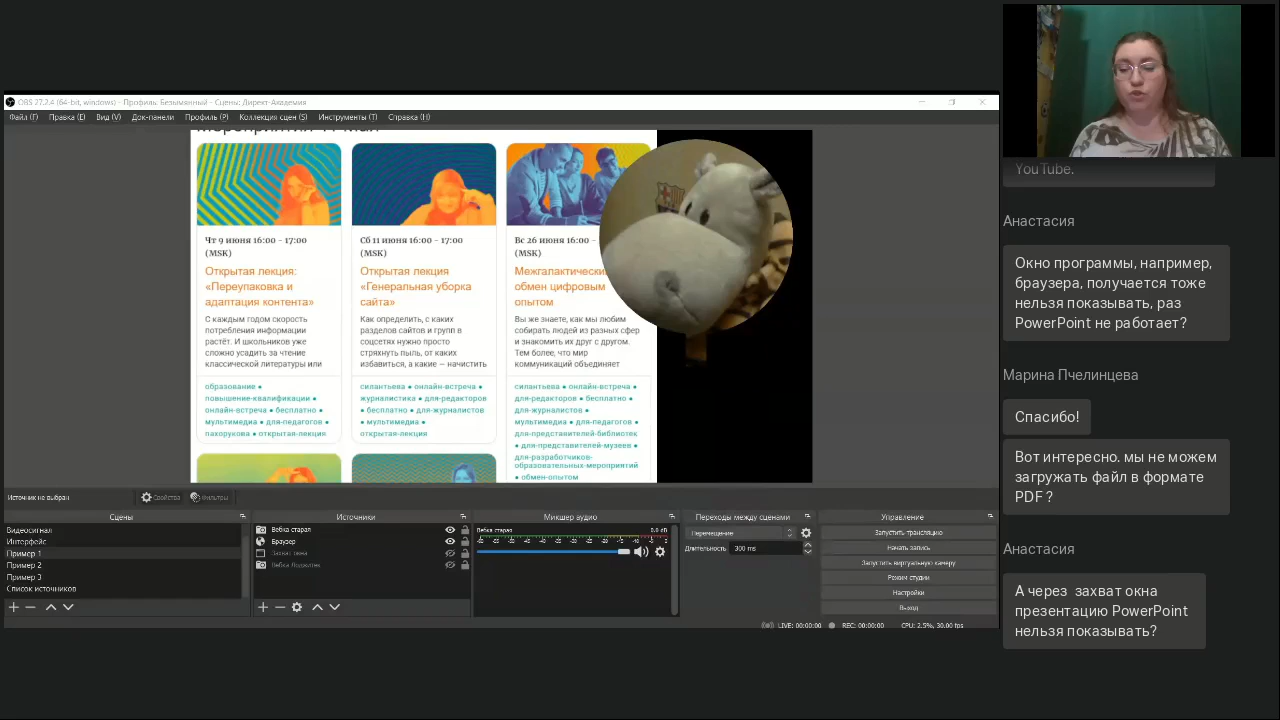 OBS 27.2.4 (64-bit, windows) - Профиль: Безымянный - Сцены: Директ-Академия
Файл (F) Правка (E) Вид (V) Док-панели Профиль (P) Коллекция сцен (S) Инструменты (T) Справка (H)
Чт 9 июня 16:00 - 17:00
(MSK)
Открытая лекция:
«Переупаковка и
адаптация контента»
С каждым годом скорость
потребления информации
растёт. И школьников уже
сложно усадить за чтение
классической литературы или
образование •
повышение-квалификации •
онлайн-встреча • бесплатно •
мультимедиа • для-педагогов •
пахорукова • открытая-лекция
Сб 11 июня 16:00 - 17:00
(MSK)
Открытая лекция
«Генеральная уборка
сайта»
Как определить, с каких
разделов сайтов и групп в
соцсетях нужно просто
стряхнуть пыль, от каких
избавиться, а какие — начистить
силантьева • онлайн-встреча •
журналистика • для-редакторов
• бесплатно • для-журналистов
• мультимедиа •
открытая-лекция
Вс 26 июня 16:00 -
(MSK)
Межгалактически
обмен цифровым
опытом
Вы же знаете, как мы любим
собирать людей из разных сфер
и знакомить их друг с другом.
Тем более, что мир
коммуникаций объединяет
силантьева • онлайн-встреча •
для-редакторов • бесплатно •
для-журналистов •
мультимедиа • для-педагогов •
для-представителей-библиотек
• для-представителей-музеев •
для-разработчиков-
образовательных-мероприятий
• обмен-опытом
Источник не выбран
Свойства Фильтры
Сцены
Видеосигнал
Интерфейс
Пример 1
Пример 2
Пример 3
Список источников
Источники
Вебка старая
Браузер
Захват окна
Вебка Лоджитек
Микшер аудио
Вебка старая 0.0 dB
Переходы между сценами
Перемещение
Длительность 300 ms
Управление
Запустить трансляцию
Начать запись
Запустить виртуальную камеру
Режим студии
Настройки
Выход
LIVE: 00:00:00 REC: 00:00:00 CPU: 2.5%, 30.00 fps
YouTube.
Анастасия
Окно программы, например,
браузера, получается тоже
нельзя показывать, раз
PowerPoint не работает?
Марина Пчелинцева
Спасибо!
Вот интересно. мы не можем
загружать файл в формате
PDF ?
Анастасия
А через захват окна
презентацию PowerPoint
нельзя показывать?